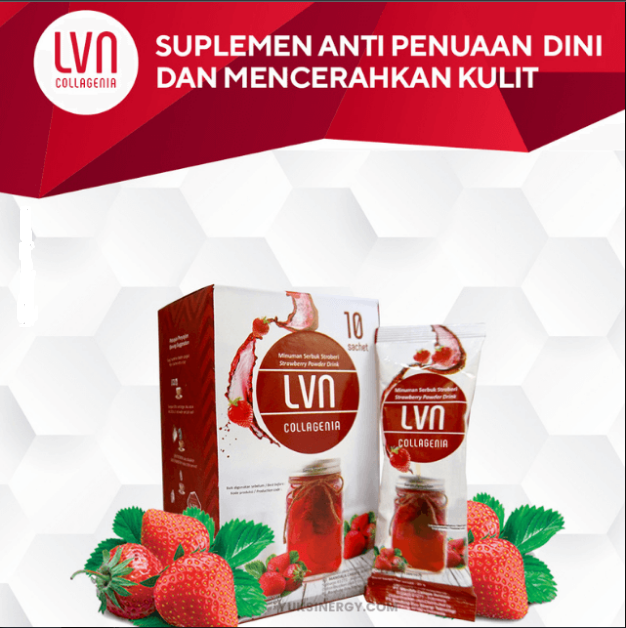 LVN
COLLAGENIA
SUPLEMEN ANTI PENUAAN DINI
DAN MENCERAHKAN KULIT
10
sachet
Minuman Serbuk Stroberi
Strawberry Powder Drink
LVN
COLLAGENIA
Minuman Serbuk Stroberi
Strawberry Powder Drink
LVN
COLLAGENIA
YUKSINERGY.COM